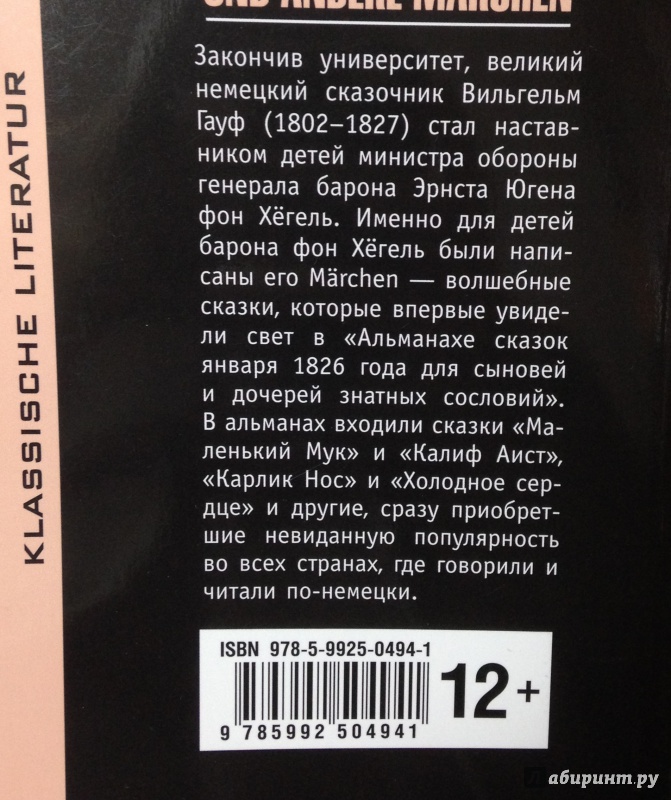 UND ANDERE MÄRCHEN
Закончив университет, великий
немецкий сказочник Вильгельм
Гауф (1802–1827) стал настав-
ником детей министра обороны
генерала барона Эрнста Югена
фон Хёгель. Именно для детей
барона фон Хёгель были напи-
саны его Märchen — волшебные
сказки, которые впервые увиде-
ли свет в «Альманахе сказок
января 1826 года для сыновей
и дочерей знатных сословий».
В альманах входили сказки «Ма-
ленький Мук» и «Калиф Аист»,
«Карлик Нос» и «Холодное сер-
дце» и другие, сразу приобрет-
шие невиданную популярность
во всех странах, где говорили и
читали по-немецки.
KLASSISCHE LITERATUR
ISBN 978-5-9925-0494-1
12+
9 785992 504941
Лабиринт.ру